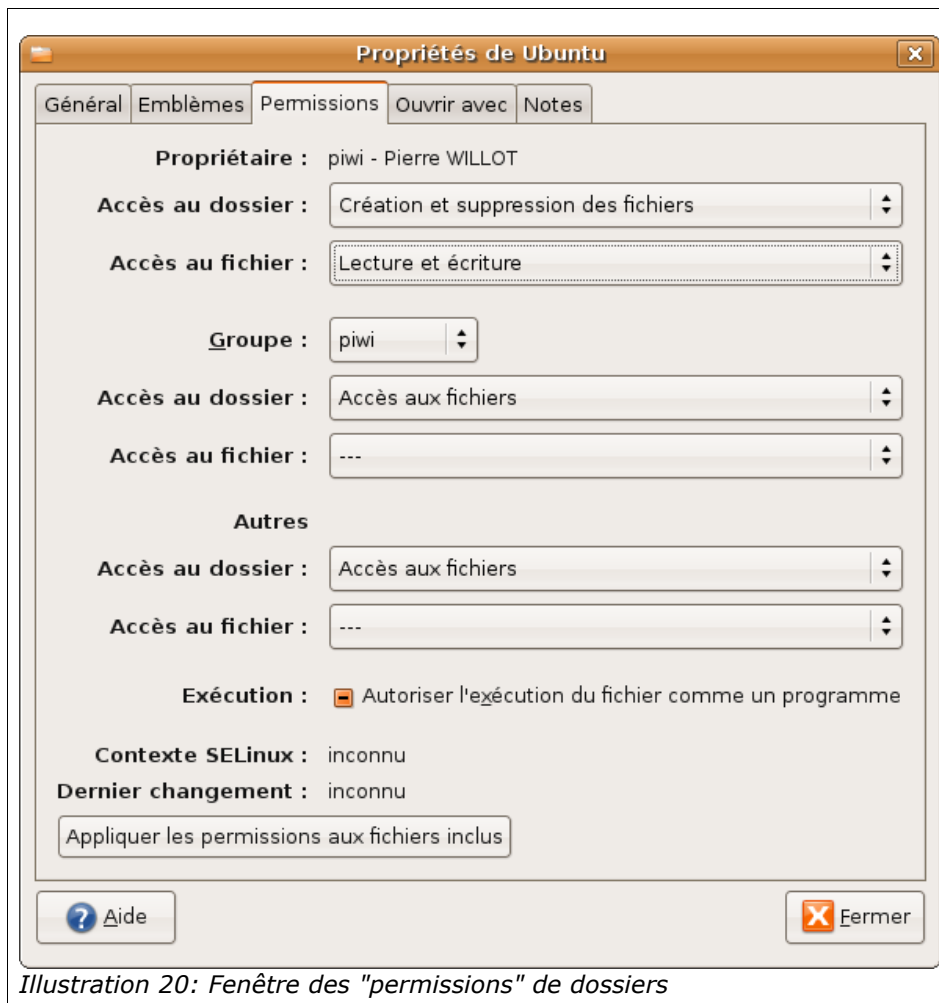 Propriétés de Ubuntu
Général Emblèmes Permissions Ouvrir avec Notes
Propriétaire : piwi - Pierre WILLOT
Accès au dossier : Création et suppression des fichiers
Accès au fichier : Lecture et écriture
Groupe : piwi
Accès au dossier : Accès aux fichiers
Accès au fichier : ---
Autres
Accès au dossier : Accès aux fichiers
Accès au fichier : ---
Exécution : Autoriser l'exécution du fichier comme un programme
Contexte SELinux : inconnu
Dernier changement : inconnu
Appliquer les permissions aux fichiers inclus
Aide Fermer
Illustration 20: Fenêtre des "permissions" de dossiers